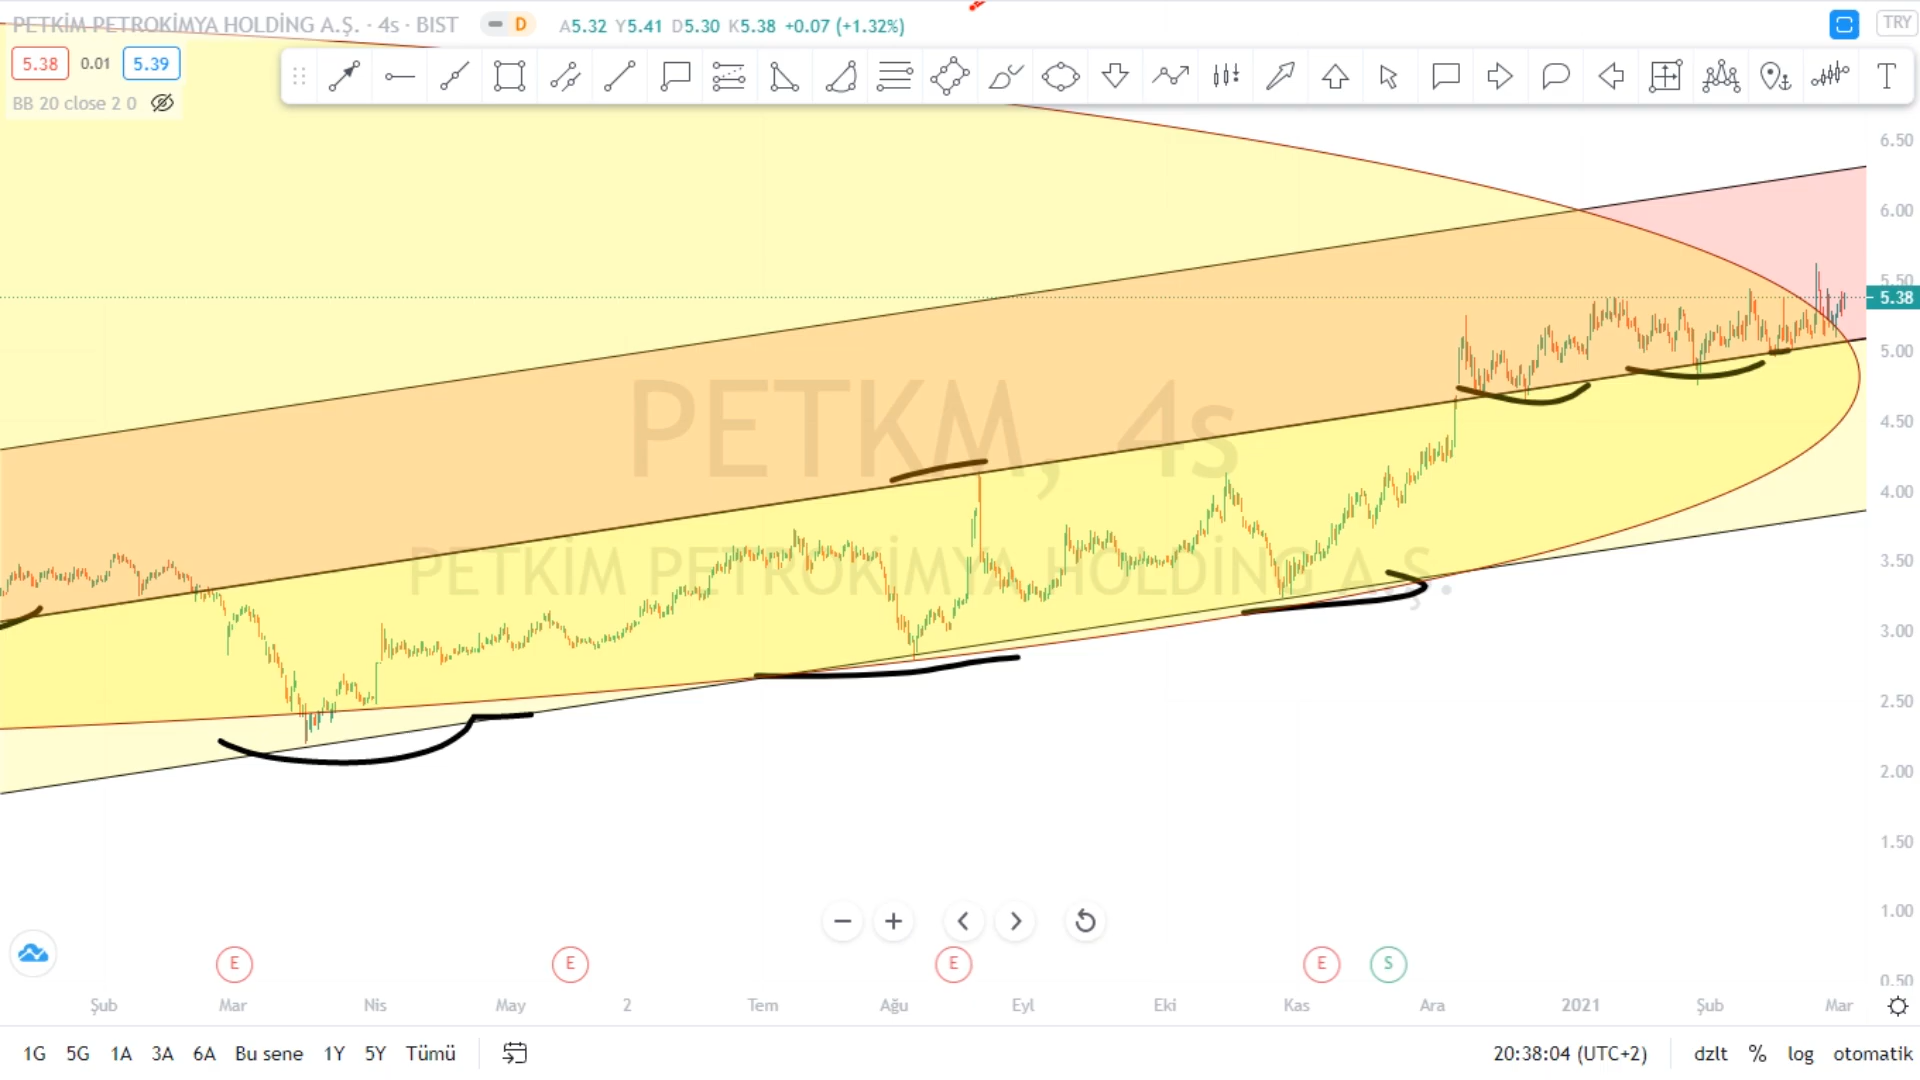 PETKİM PETROKİMYA HOLDİNG A.Ş. · 4s · BIST D A5.32 Y5.41 D5.30 K5.38 +0.07 (+1.32%) TRY
5.38 0.01 5.39
T
BB 20 close 2 0
6.50
6.00
5.50
5.38
5.00
4.50
4.00
3.50
3.00
2.50
2.00
1.50
1.00
0.50
PETKM, 4s
PETKİM PETROKİMYA HOLDİNG A.Ş.
E E E E S
Şub Mar Nis May 2 Tem Ağu Eyl Eki Kas Ara 2021 Şub Mar
1G 5G 1A 3A 6A Bu sene 1Y 5Y Tümü 20:38:04 (UTC+2) dzlt % log otomatik